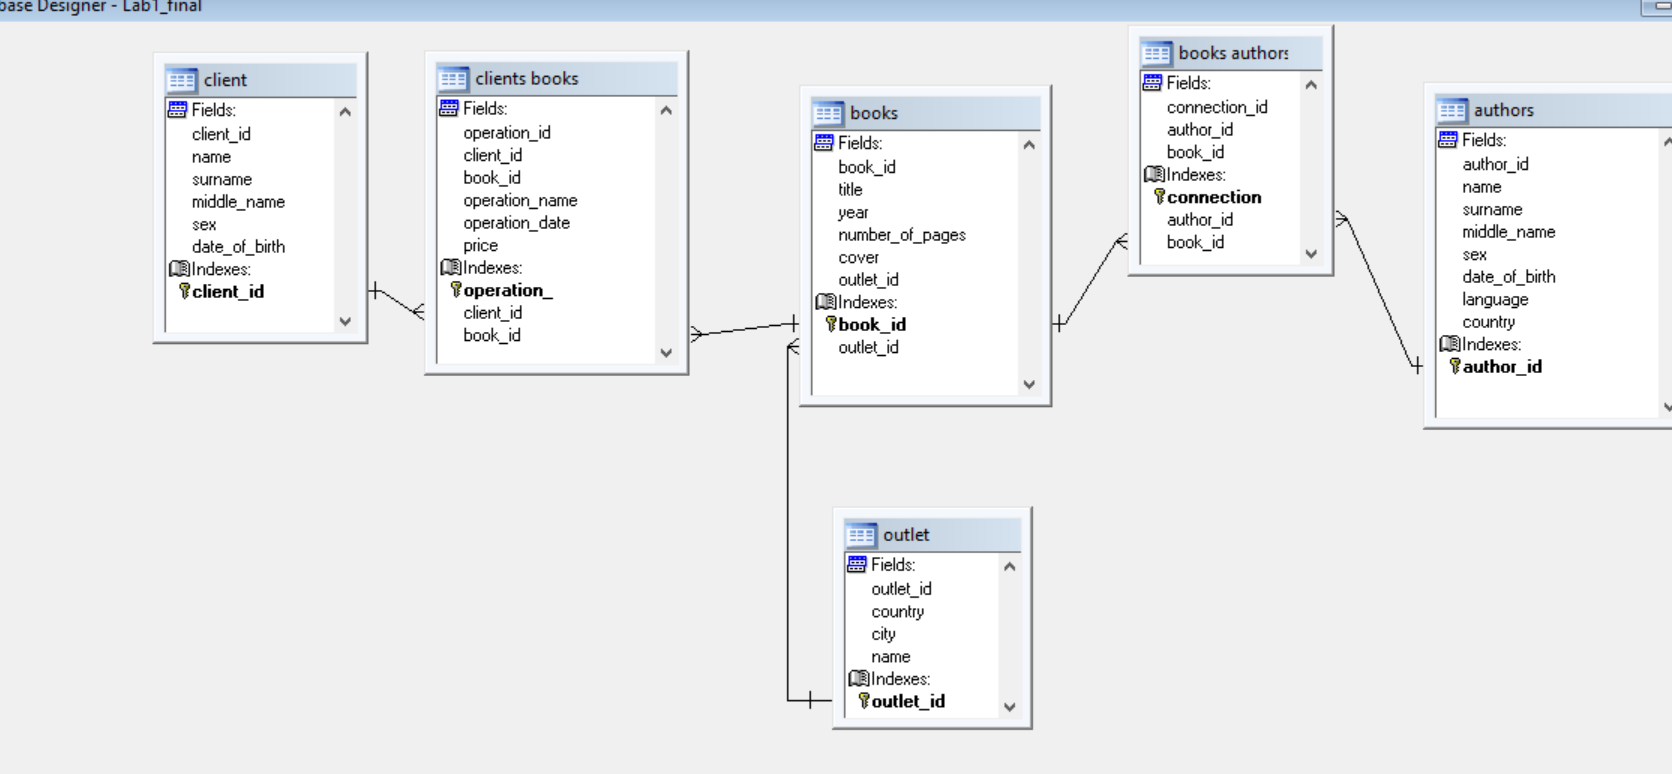 base Designer - Lab1_final
client
Fields:
client_id
name
surname
middle_name
sex
date_of_birth
Indexes:
client_id
clients books
Fields:
operation_id
client_id
book_id
operation_name
operation_date
price
Indexes:
operation_
client_id
book_id
books
Fields:
book_id
title
year
number_of_pages
cover
outlet_id
Indexes:
book_id
outlet_id
books authors
Fields:
connection_id
author_id
book_id
Indexes:
connection
author_id
book_id
authors
Fields:
author_id
name
surname
middle_name
sex
date_of_birth
language
country
Indexes:
author_id
outlet
Fields:
outlet_id
country
city
name
Indexes:
outlet_id